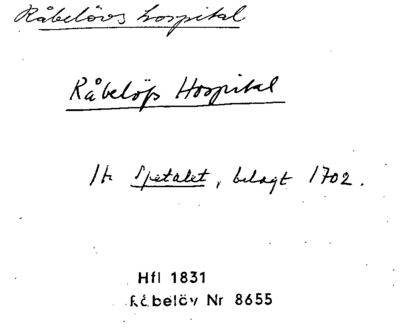 Råbelövs hospital
Råbelöfs Hospital
Spetalet, belagt 1702.
Hfl 1831
Råbelöv Nr 8655